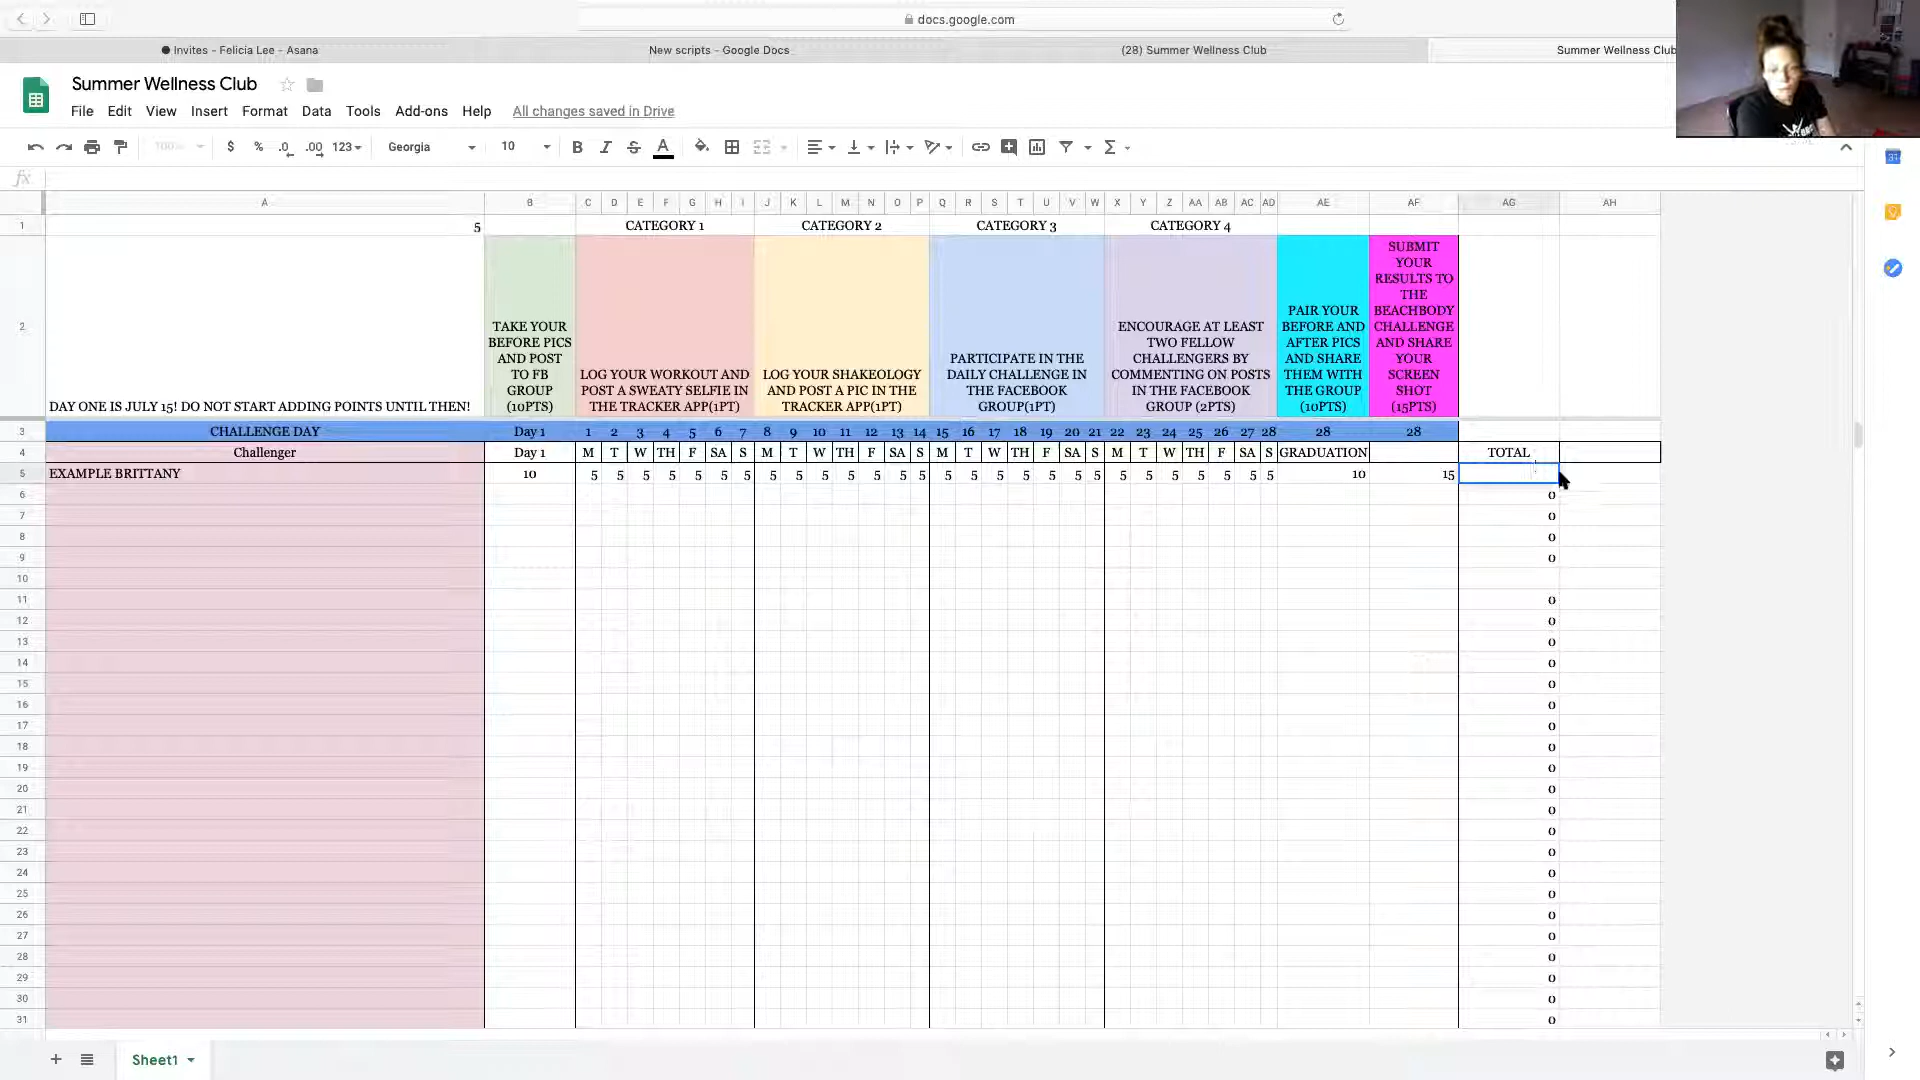 docs.google.com
Invites - Felicia Lee - Asana
New scripts - Google Docs
(28) Summer Wellness Club
Summer Wellness Club
Summer Wellness Club
File Edit View Insert Format Data Tools Add-ons Help All changes saved in Drive
100% $ % .0 .00 123 Georgia 10 B I S A
fx
A B C D E F G H I J K L M N O P Q R S T U V W X Y Z AA AB AC AD AE AF AG AH
1 5 CATEGORY 1 CATEGORY 2 CATEGORY 3 CATEGORY 4
2
DAY ONE IS JULY 15! DO NOT START ADDING POINTS UNTIL THEN!
TAKE YOUR
BEFORE PICS
AND POST
TO FB
GROUP
(10PTS)
LOG YOUR WORKOUT AND
POST A SWEATY SELFIE IN
THE TRACKER APP(1PT)
LOG YOUR SHAKEOLOGY
AND POST A PIC IN THE
TRACKER APP(1PT)
PARTICIPATE IN THE
DAILY CHALLENGE IN
THE FACEBOOK
GROUP(1PT)
ENCOURAGE AT LEAST
TWO FELLOW
CHALLENGERS BY
COMMENTING ON POSTS
IN THE FACEBOOK
GROUP (2PTS)
PAIR YOUR
BEFORE AND
AFTER PICS
AND SHARE
THEM WITH
THE GROUP
(10PTS)
SUBMIT
YOUR
RESULTS TO
THE
BEACHBODY
CHALLENGE
AND SHARE
YOUR
SCREEN
SHOT
(15PTS)
3 CHALLENGE DAY Day 1 1 2 3 4 5 6 7 8 9 10 11 12 13 14 15 16 17 18 19 20 21 22 23 24 25 26 27 28 28 28
4 Challenger Day 1 M T W TH F SA S M T W TH F SA S M T W TH F SA S M T W TH F SA S GRADUATION TOTAL
5 EXAMPLE BRITTANY 10 5 5 5 5 5 5 5 5 5 5 5 5 5 5 5 5 5 5 5 5 5 5 5 5 5 5 5 5 10 15
6 0
7 0
8 0
9 0
10
11 0
12 0
13 0
14 0
15 0
16 0
17 0
18 0
19 0
20 0
21 0
22 0
23 0
24 0
25 0
26 0
27 0
28 0
29 0
30 0
31 0
Sheet1
31